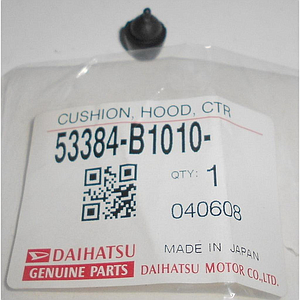 CUSHION, HOOD, CTR
53384-B1010-
QTY: 1
040608
MADE IN JAPAN
DAIHATSU
GENUINE PARTS DAIHATSU MOTOR CO.,LTD.